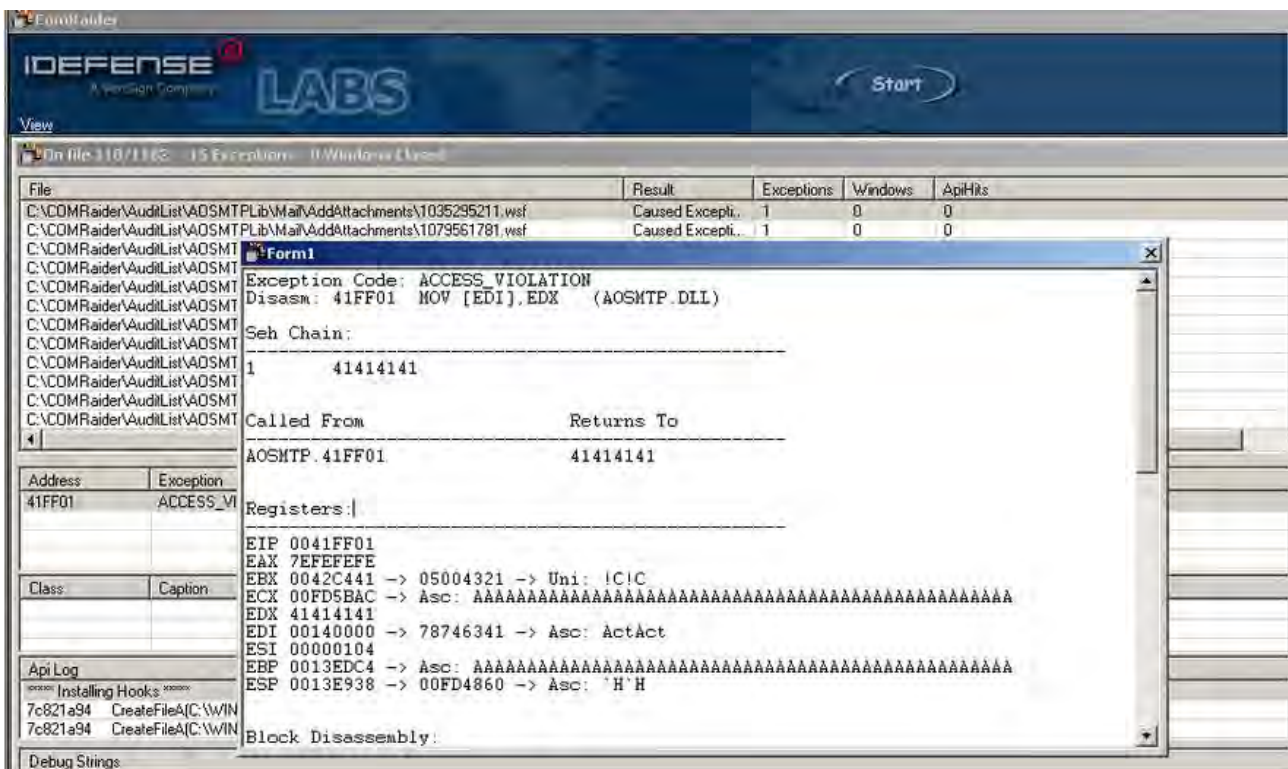 ComRaider
IDEFENSE
A VeriSign Company
LABS
Start
View
15 Exceptions 0 Windows Closed
File Result Exceptions Windows ApiHits
C:\COMRaider\AuditList\AOSMTPLib\Mail\AddAttachments\1035295211.wsf Caused Excepti.. 1 0 0
C:\COMRaider\AuditList\AOSMTPLib\Mail\AddAttachments\1079561781.wsf Caused Excepti.. 1 0 0
C:\COMRaider\AuditList\AOSMT
C:\COMRaider\AuditList\AOSMT
C:\COMRaider\AuditList\AOSMT
C:\COMRaider\AuditList\AOSMT
C:\COMRaider\AuditList\AOSMT
C:\COMRaider\AuditList\AOSMT
C:\COMRaider\AuditList\AOSMT
C:\COMRaider\AuditList\AOSMT
C:\COMRaider\AuditList\AOSMT
C:\COMRaider\AuditList\AOSMT
Form1
Exception Code: ACCESS_VIOLATION
Disasm: 41FF01 MOV [EDI],EDX (AOSMTP.DLL)
Seh Chain:
1 41414141
Called From Returns To
AOSMTP.41FF01 41414141
Registers:
EIP 0041FF01
EAX 7EFEFEFE
EBX 0042C441 -> 05004321 -> Uni: !C!C
ECX 00FD5BAC -> Asc: AAAAAAAAAAAAAAAAAAAAAAAAAAAAAAAAAAAAAAAAAAAAAAAAAA
EDX 41414141
EDI 00140000 -> 78746341 -> Asc: ActAct
ESI 00000104
EBP 0013EDC4 -> Asc: AAAAAAAAAAAAAAAAAAAAAAAAAAAAAAAAAAAAAAAAAAAAAAAAAA
ESP 0013E938 -> 00FD4860 -> Asc: `H`H
Block Disassembly:
Address Exception
41FF01 ACCESS_VI
Class Caption
Api Log
***** Installing Hooks *****
7c821a94 CreateFileA(C:\WIN
7c821a94 CreateFileA(C:\WIN
Debug Strings